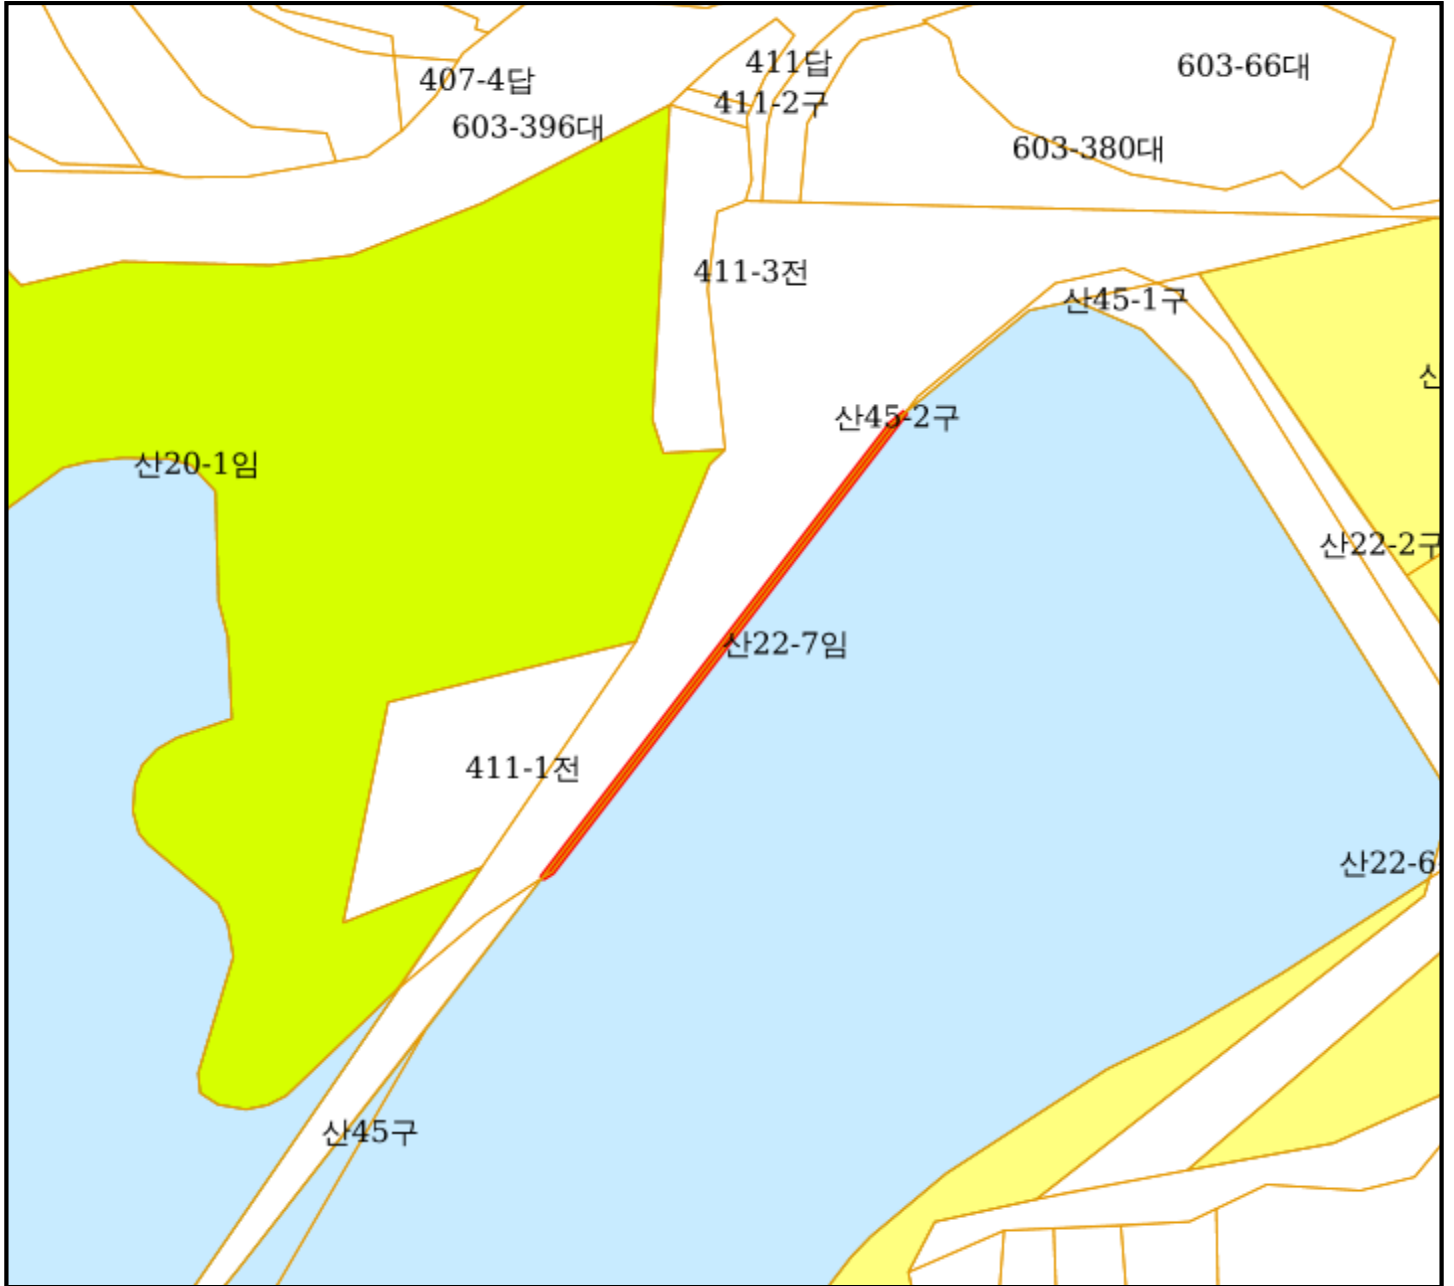 411답
603-66대
407-4답
411-2구
603-396대
603-380대
411-3전
산45-1구
산45-2구
산20-1임
산22-2구
산22-7임
411-1전
산22-6
산45구